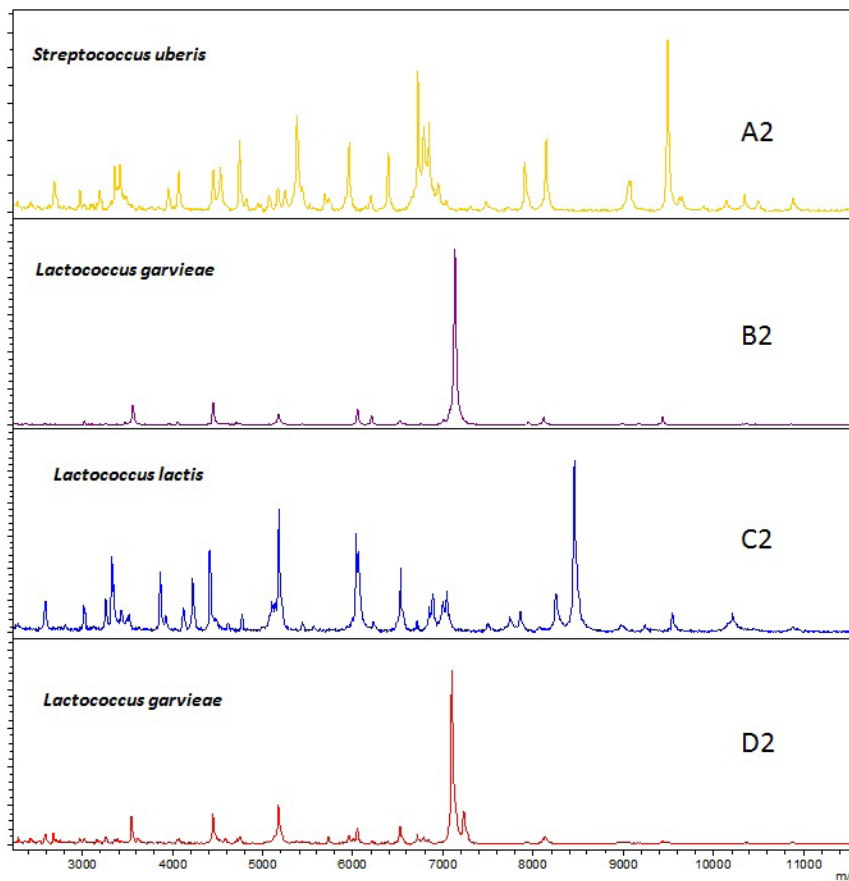 Streptococcus uberis
A2
Lactococcus garvieae
B2
Lactococcus lactis
C2
Lactococcus garvieae
D2
3000 4000 5000 6000 7000 8000 9000 10000 11000
m/